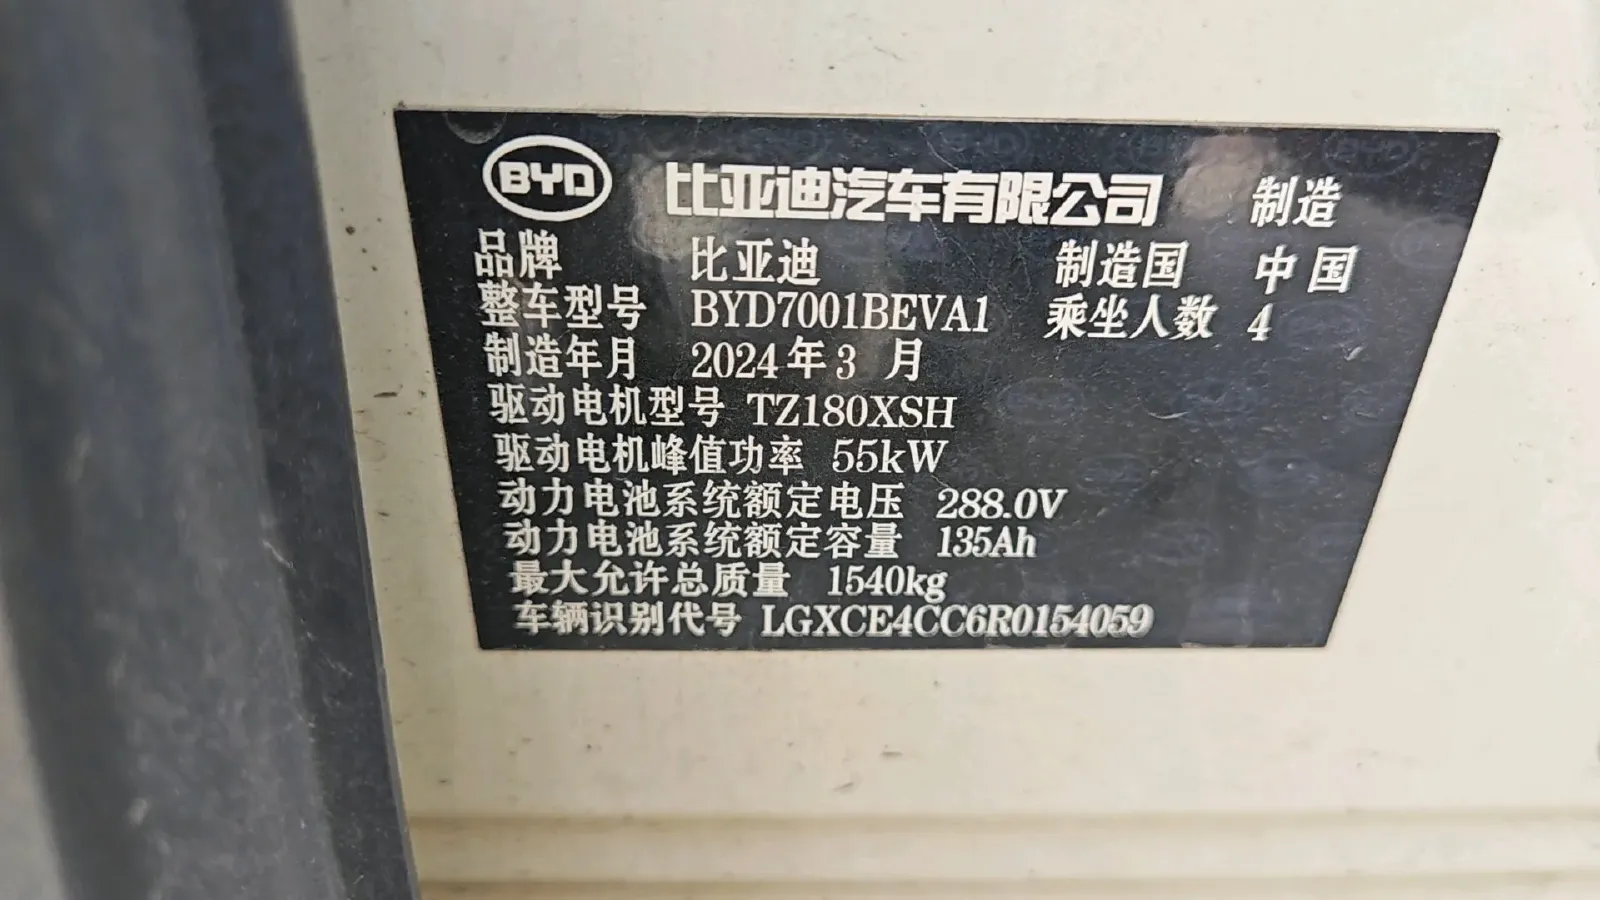 BYD 比亚迪汽车有限公司 制造
品牌 比亚迪 制造国 中国
整车型号 BYD7001BEVA1 乘坐人数 4
制造年月 2024年3月
驱动电机型号 TZ180XSH
驱动电机峰值功率 55kW
动力电池系统额定电压 288.0V
动力电池系统额定容量 135Ah
最大允许总质量 1540kg
车辆识别代号 LGXCE4CC6R0154059